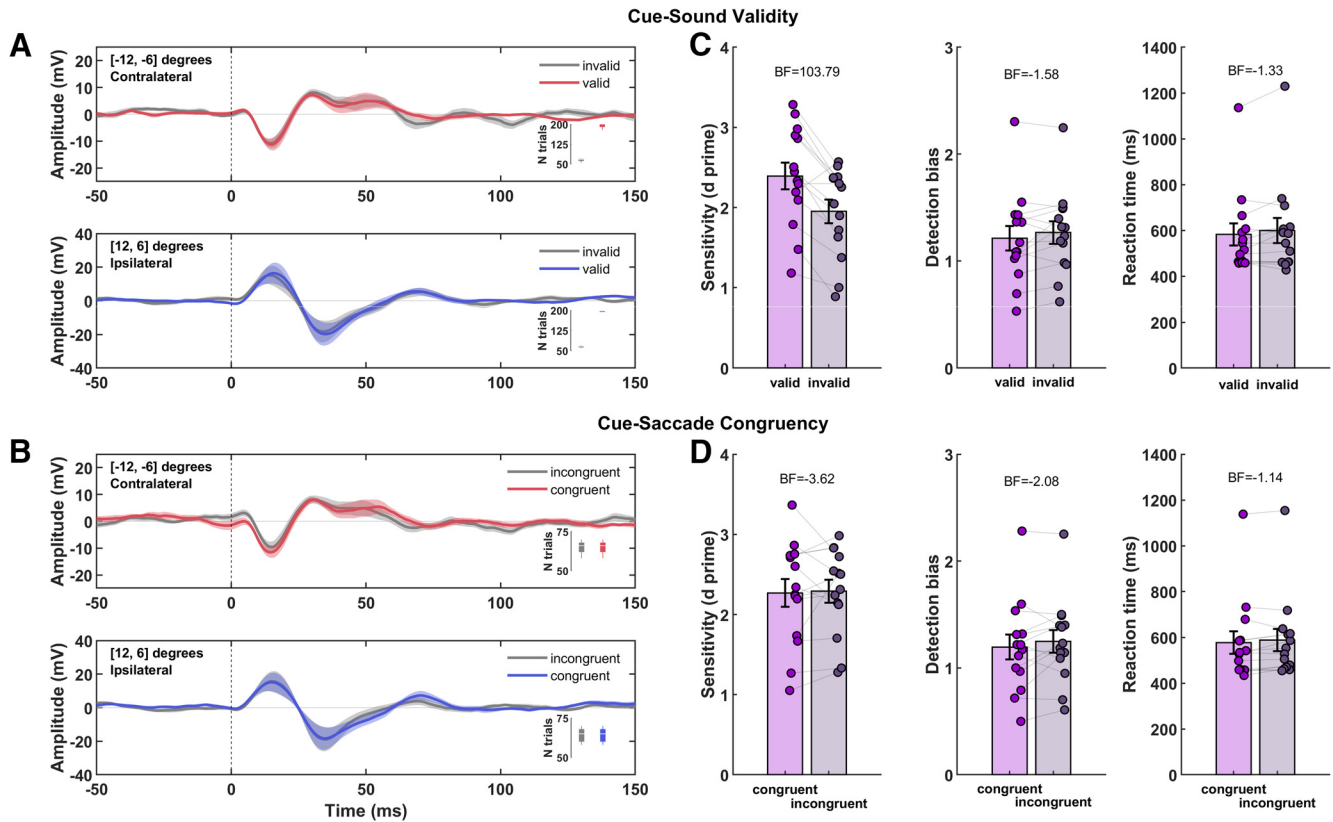 Cue-Sound Validity
A
[-12, -6] degrees
Contralateral
invalid
valid
Amplitude (mV)
20
10
0
-10
-20
N trials
200
125
50
-50
0
50
100
150
[12, 6] degrees
Ipsilateral
invalid
valid
Amplitude (mV)
40
20
0
-20
-40
N trials
200
125
50
-50
0
50
100
150
C
BF=103.79
Sensitivity (d prime)
4
3
2
1
0
valid invalid
BF=-1.58
Detection bias
3
2
1
0
valid invalid
BF=-1.33
Reaction time (ms)
1400
1200
1000
800
600
400
200
0
valid invalid
Cue-Saccade Congruency
B
[-12, -6] degrees
Contralateral
incongruent
congruent
Amplitude (mV)
20
10
0
-10
-20
N trials
75
50
-50
0
50
100
150
[12, 6] degrees
Ipsilateral
incongruent
congruent
Amplitude (mV)
40
20
0
-20
-40
N trials
75
50
-50
0
50
100
150
Time (ms)
D
BF=-3.62
Sensitivity (d prime)
4
3
2
1
0
congruent
incongruent
BF=-2.08
Detection bias
3
2
1
0
congruent
incongruent
BF=-1.14
Reaction time (ms)
1400
1200
1000
800
600
400
200
0
congruent
incongruent